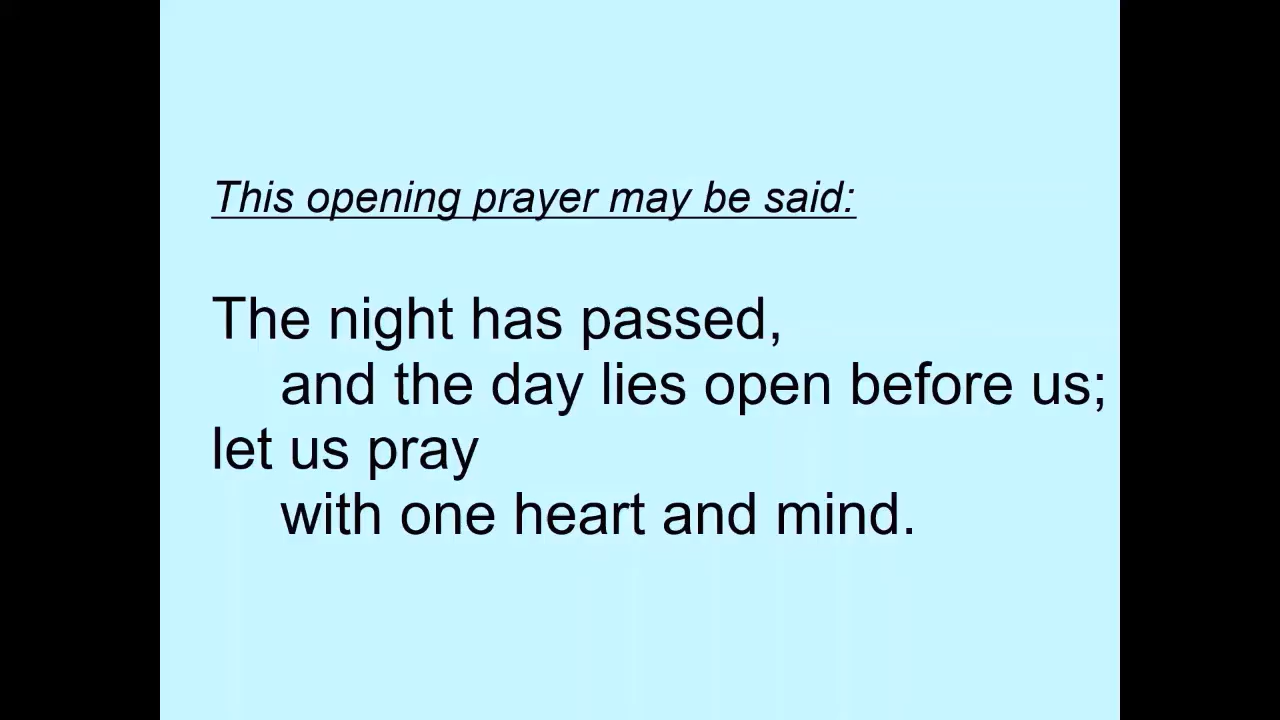 This opening prayer may be said:
The night has passed,
and the day lies open before us;
let us pray
with one heart and mind.